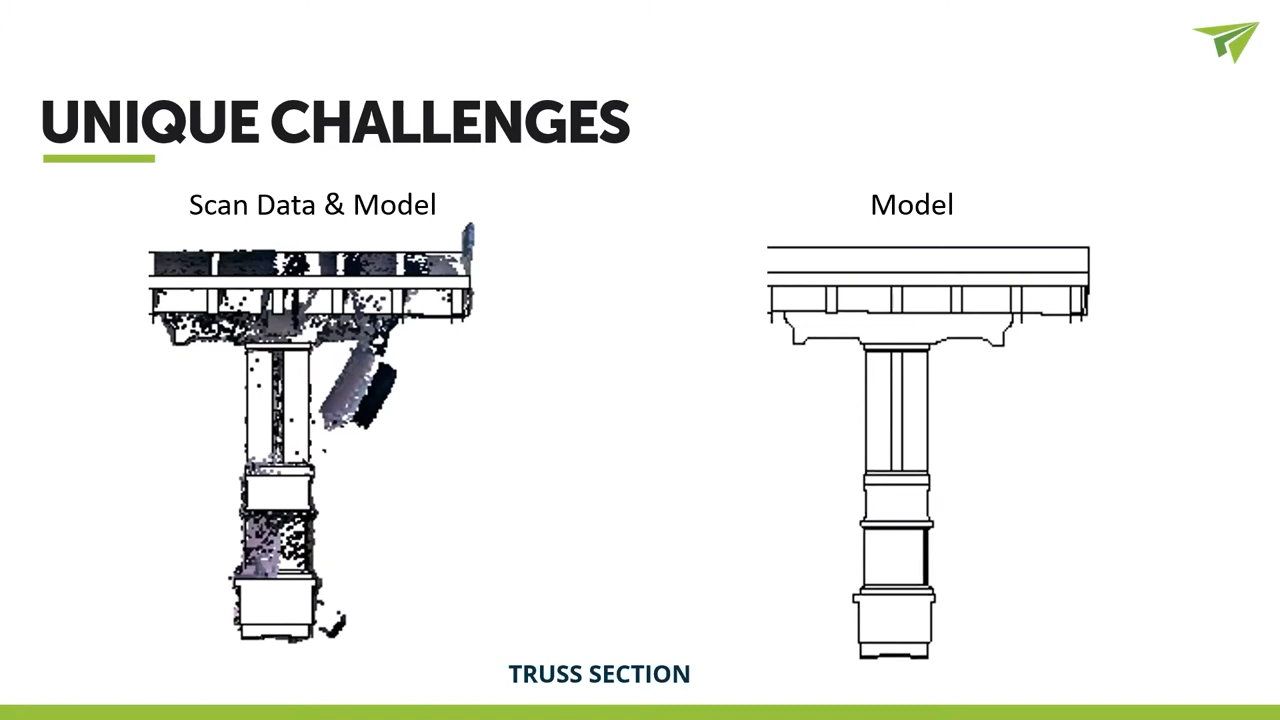 UNIQUE CHALLENGES
Scan Data & Model
Model
TRUSS SECTION